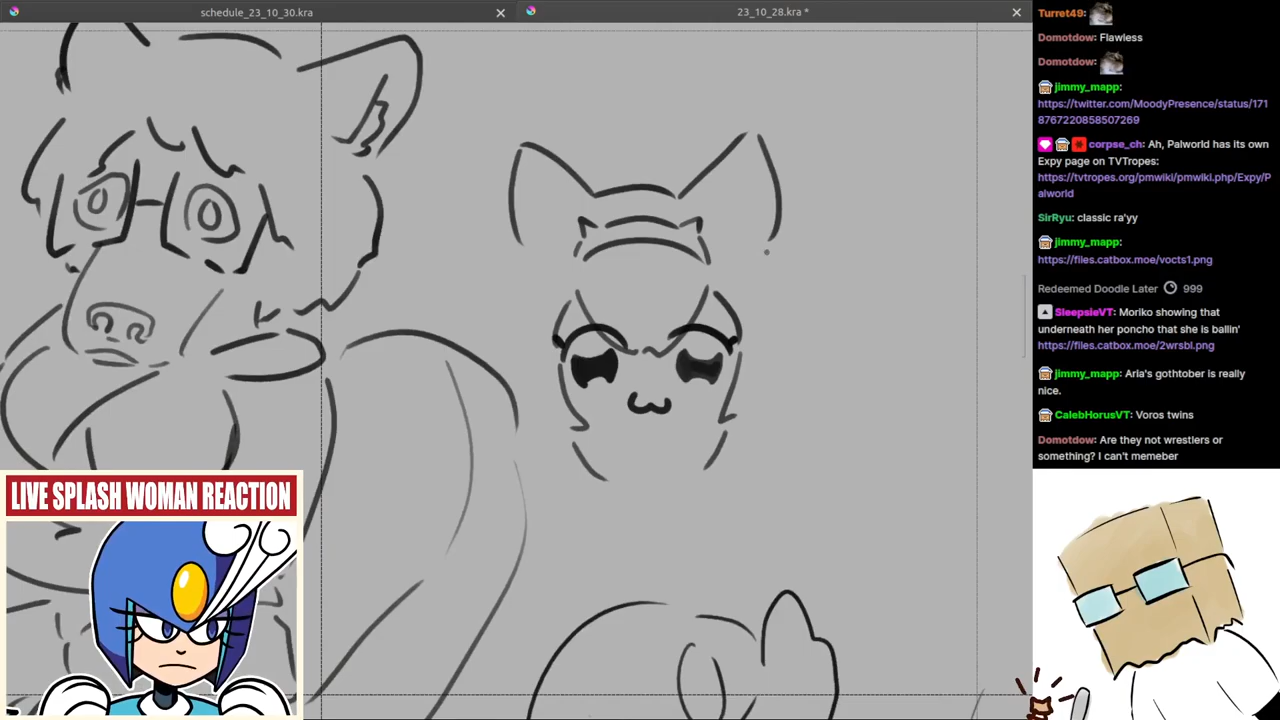 schedule_23_10_30.kra
23_10_28.kra *
Turret49:
Domotdow: Flawless
Domotdow:
jimmy_mapp:
https://twitter.com/MoodyPresence/status/171
8767220858507269
corpse_ch: Ah, Palworld has its own
Expy page on TVTropes:
https://tvtropes.org/pmwiki/pmwiki.php/Expy/P
alworld
SirRyu: classic ra'yy
jimmy_mapp:
https://files.catbox.moe/vocts1.png
Redeemed Doodle Later 999
SleepsieVT: Moriko showing that
underneath her poncho that she is ballin'
https://files.catbox.moe/2wrsbl.png
jimmy_mapp: Aria's gothtober is really
nice.
CalebHorusVT: Voros twins
Domotdow: Are they not wrestlers or
something? I can't memeber
LIVE SPLASH WOMAN REACTION